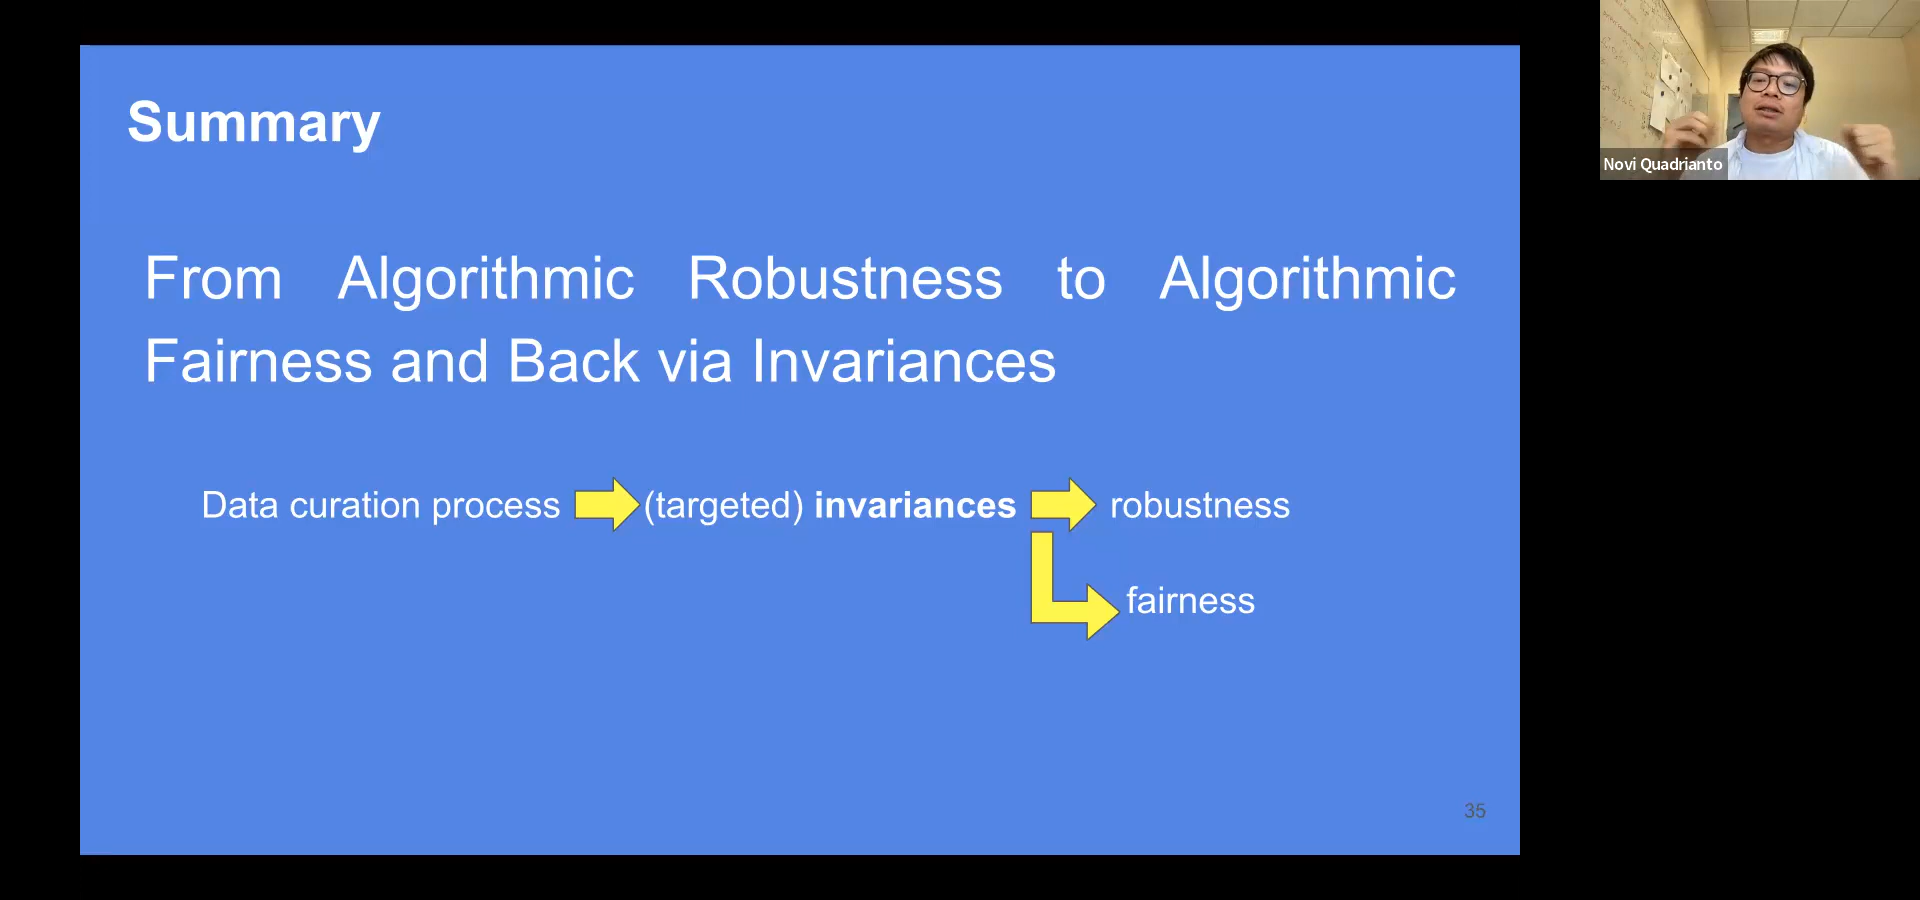 Summary
From Algorithmic Robustness to Algorithmic
Fairness and Back via Invariances
Data curation process (targeted) invariances robustness
fairness
35
Novi Quadrianto